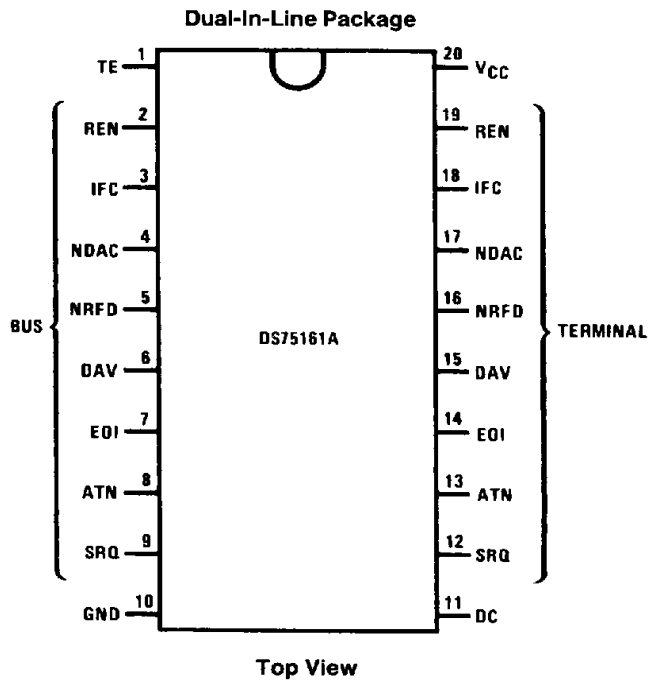 Dual-In-Line Package
TE 1 20 VCC
REN 2 19 REN
IFC 3 18 IFC
NDAC 4 17 NDAC
NRFD 5 16 NRFD
BUS DS75161A TERMINAL
DAV 6 15 DAV
EOI 7 14 EOI
ATN 8 13 ATN
SRQ 9 12 SRQ
GND 10 11 DC
Top View